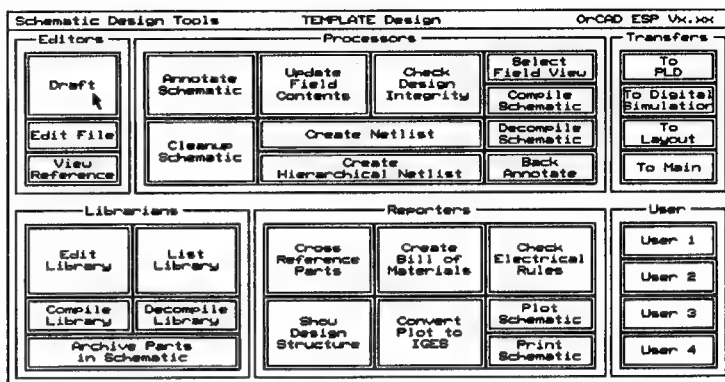 Schematic Design Tools TEMPLATE Design OrCAD ESP Vx.xx
Editors
Draft
Edit File
View
Reference
Processors
Annotate
Schematic
Update
Field
Contents
Check
Design
Integrity
Select
Field View
Compile
Schematic
Cleanup
Schematic
Create Netlist
Decompile
Schematic
Create
Hierarchical Netlist
Back
Annotate
Transfers
To
PLD
To Digital
Simulation
To
Layout
To Main
Librarians
Edit
Library
List
Library
Compile
Library
Decompile
Library
Archive Parts
in Schematic
Reporters
Cross
Reference
Parts
Create
Bill of
Materials
Check
Electrical
Rules
Show
Design
Structure
Convert
Plot to
IGES
Plot
Schematic
Print
Schematic
User
User 1
User 2
User 3
User 4